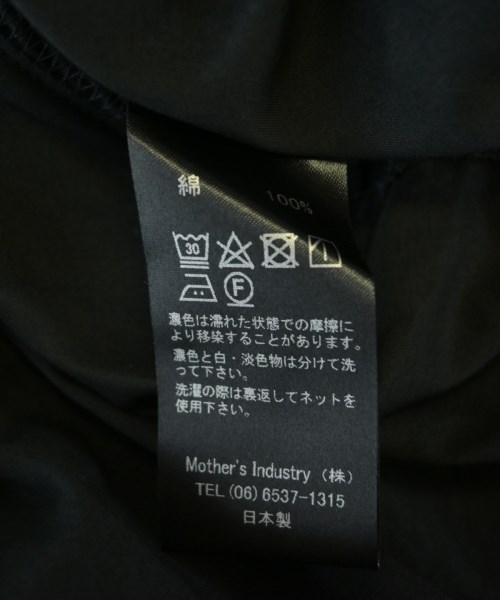 綿 100%
30
F
濃色は濡れた状態での摩擦に
より移染することがあります。
濃色と白・淡色物は分けて洗
って下さい。
洗濯の際は裏返してネットを
使用下さい。
Mother's Industry (株)
TEL (06) 6537-1315
日本製